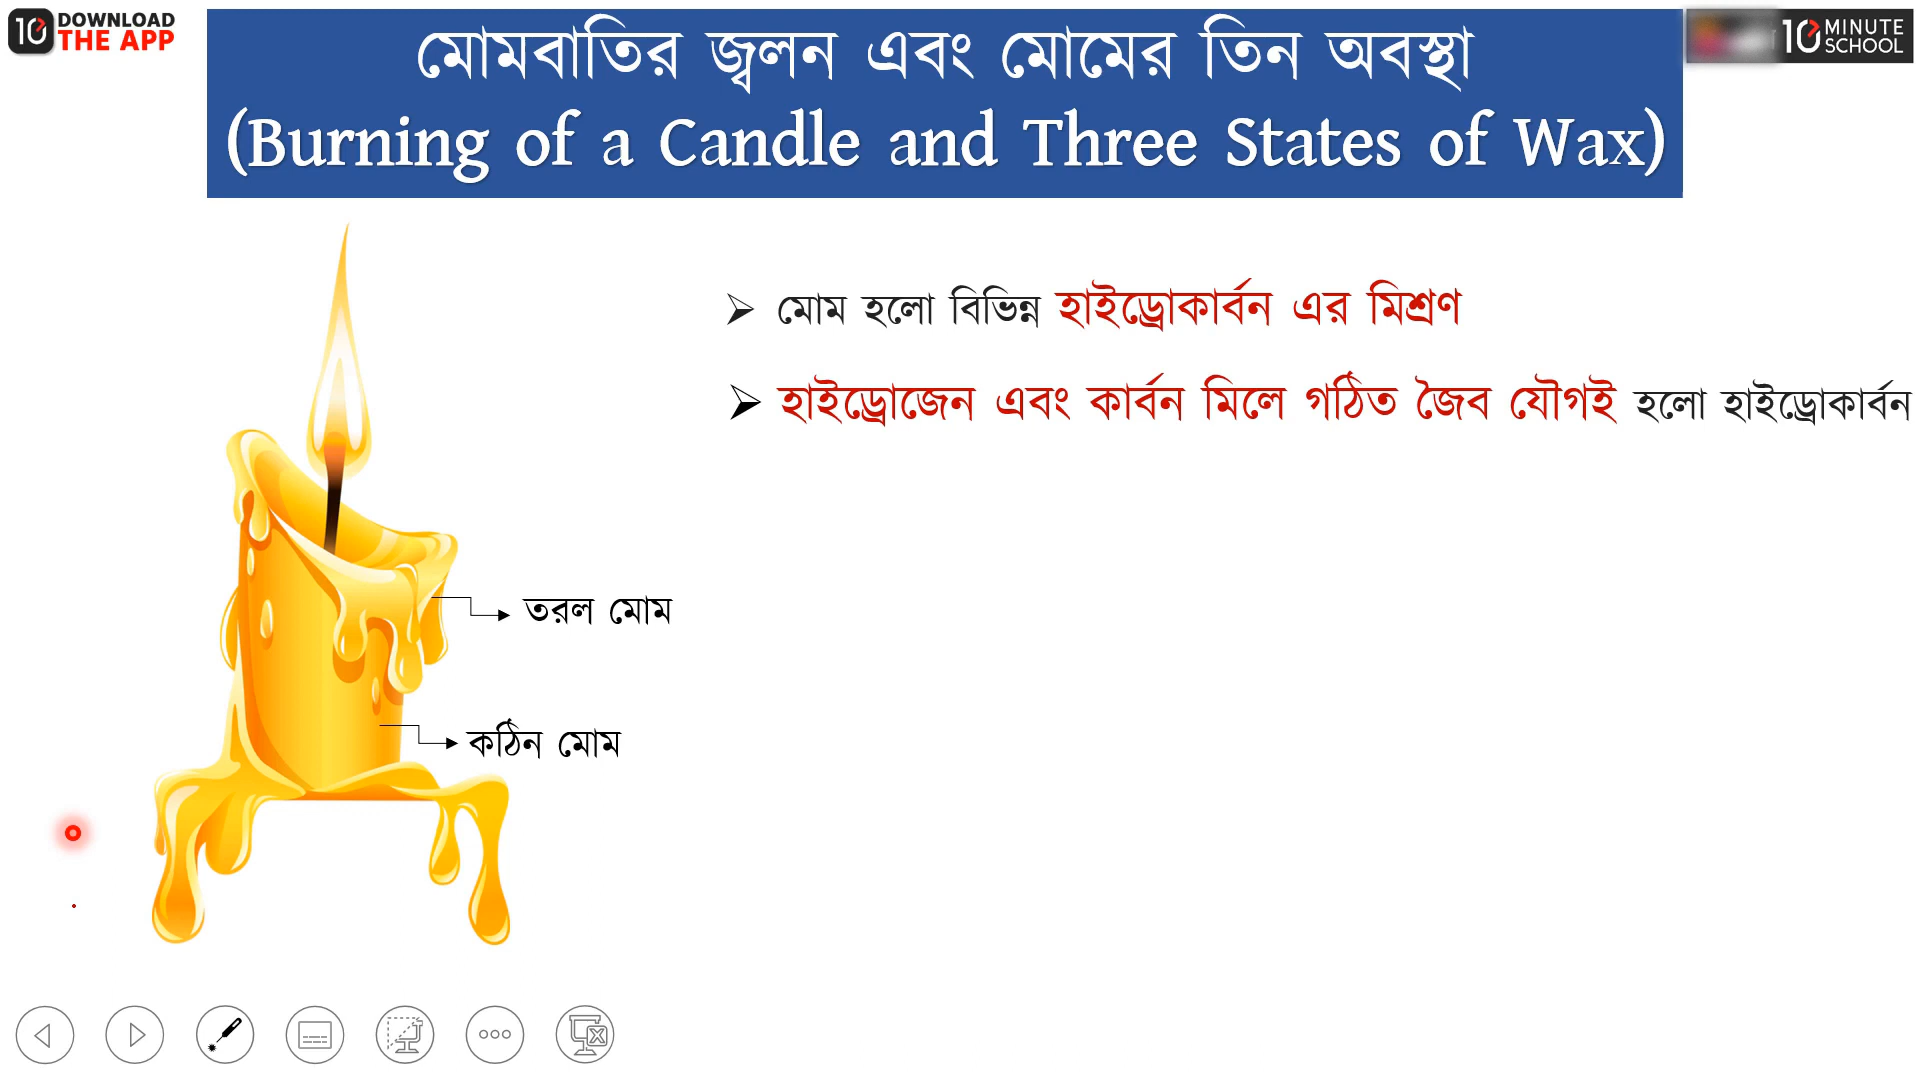 DOWNLOAD
THE APP
মোমবাতির জ্বলন এবং মোমের তিন অবস্থা
(Burning of a Candle and Three States of Wax)
10 MINUTE
SCHOOL
➢ মোম হলো বিভিন্ন হাইড্রোকার্বন এর মিশ্রণ
➢ হাইড্রোজেন এবং কার্বন মিলে গঠিত জৈব যৌগই হলো হাইড্রোকার্বন
তরল মোম
কঠিন মোম